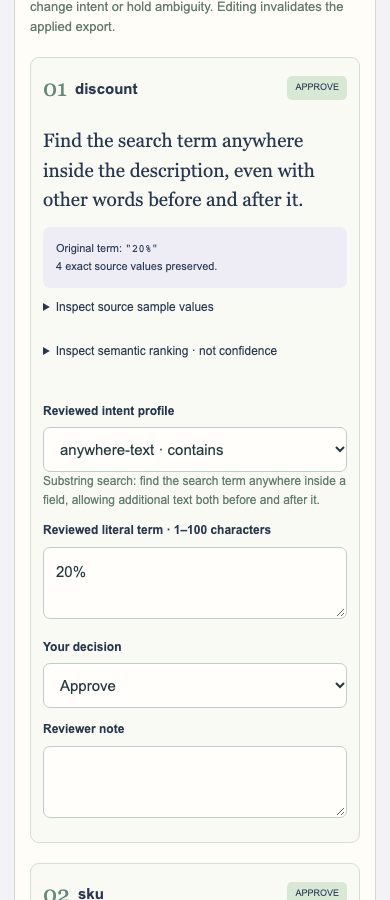 change intent or hold ambiguity. Editing invalidates the
applied export.
01 discount
APPROVE
Find the search term anywhere
inside the description, even with
other words before and after it.
Original term: "20%"
4 exact source values preserved.
Inspect source sample values
Inspect semantic ranking · not confidence
Reviewed intent profile
anywhere-text · contains
Substring search: find the search term anywhere inside a
field, allowing additional text both before and after it.
Reviewed literal term · 1–100 characters
20%
Your decision
Approve
Reviewer note
02 sku
APPROVE